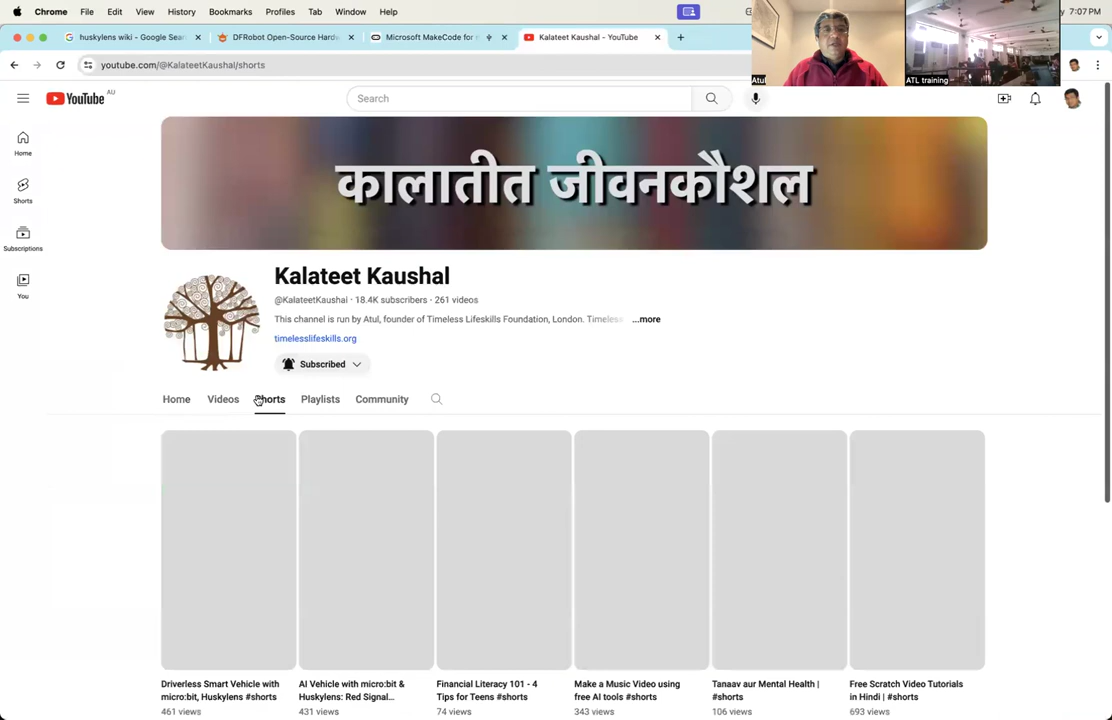 Chrome File Edit View History Bookmarks Profiles Tab Window Help 7:07 PM
huskylens wiki - Google Sear DFRobot Open-Source Hardw Microsoft MakeCode for m Kalateet Kaushal - YouTube
youtube.com/@KalateetKaushal/shorts
Atul
ATL training
YouTube AU
Search
Home
Shorts
Subscriptions
You
कालातीत जीवनकौशल
Kalateet Kaushal
@KalateetKaushal · 18.4K subscribers · 261 videos
This channel is run by Atul, founder of Timeless Lifeskills Foundation, London. Timeless ...more
timelesslifeskills.org
Subscribed
Home Videos Shorts Playlists Community
Driverless Smart Vehicle with micro:bit, Huskylens #shorts
461 views
AI Vehicle with micro:bit & Huskylens: Red Signal...
431 views
Financial Literacy 101 - 4 Tips for Teens #shorts
74 views
Make a Music Video using free AI tools #shorts
343 views
Tanaav aur Mental Health | #shorts
106 views
Free Scratch Video Tutorials in Hindi | #shorts
693 views